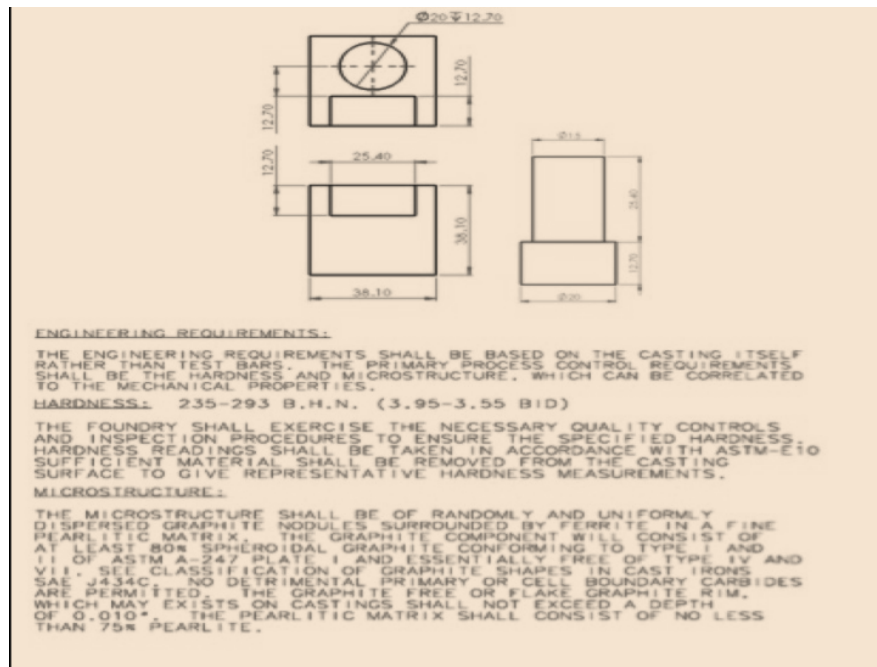 Ø20↧12.70
12.70
12.70
12.70
25.40
38.10
38.10
Ø15
25.40
12.70
Ø20
ENGINEERING REQUIREMENTS:
THE ENGINEERING REQUIREMENTS SHALL BE BASED ON THE CASTING ITSELF
RATHER THAN TEST BARS. THE PRIMARY PROCESS CONTROL REQUIREMENTS
SHALL BE THE HARDNESS AND MICROSTRUCTURE, WHICH CAN BE CORRELATED
TO THE MECHANICAL PROPERTIES.
HARDNESS: 235-293 B.H.N. (3.95-3.55 BID)
THE FOUNDRY SHALL EXERCISE THE NECESSARY QUALITY CONTROLS
AND INSPECTION PROCEDURES TO ENSURE THE SPECIFIED HARDNESS.
HARDNESS READINGS SHALL BE TAKEN IN ACCORDANCE WITH ASTM-E10
SUFFICIENT MATERIAL SHALL BE REMOVED FROM THE CASTING
SURFACE TO GIVE REPRESENTATIVE HARDNESS MEASUREMENTS.
MICROSTRUCTURE:
THE MICROSTRUCTURE SHALL BE OF RANDOMLY AND UNIFORMLY
DISPERSED GRAPHITE NODULES SURROUNDED BY FERRITE IN A FINE
PEARLITIC MATRIX. THE GRAPHITE COMPONENT WILL CONSIST OF
AT LEAST 80% SPHEROIDAL GRAPHITE CONFORMING TO TYPE I AND
II OF ASTM A-247 PLATE I AND ESSENTIALLY FREE OF TYPE IV AND
VII. SEE CLASSIFICATION OF GRAPHITE SHAPES IN CAST IRONS
SAE J434C. NO DETRIMENTAL PRIMARY OR CELL BOUNDARY CARBIDES
ARE PERMITTED. THE GRAPHITE FREE OR FLAKE GRAPHITE RIM,
WHICH MAY EXISTS ON CASTINGS SHALL NOT EXCEED A DEPTH
OF 0.010". THE PEARLITIC MATRIX SHALL CONSIST OF NO LESS
THAN 75% PEARLITE.